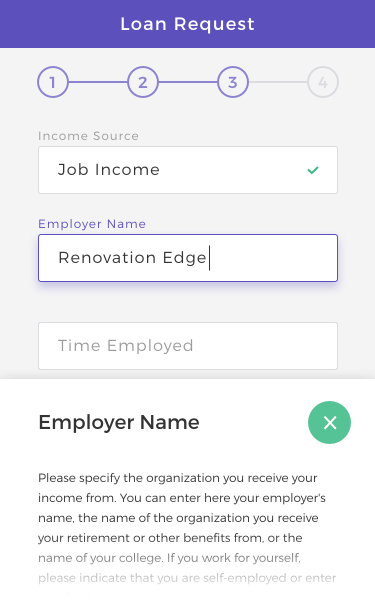 Loan Request
1 2 3 4
Income Source
Job Income
Employer Name
Renovation Edge
Time Employed
Employer Name
Please specify the organization you receive your
income from. You can enter here your employer's
name, the name of the organization you receive
your retirement or other benefits from, or the
name of your college. If you work for yourself,
please indicate that you are self-employed or enter